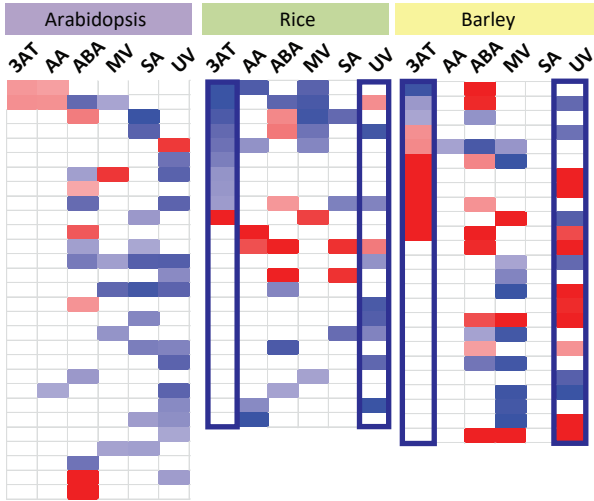 Arabidopsis Rice Barley
3AT AA ABA MV SA UV 3AT AA ABA MV SA UV 3AT AA ABA MV SA UV